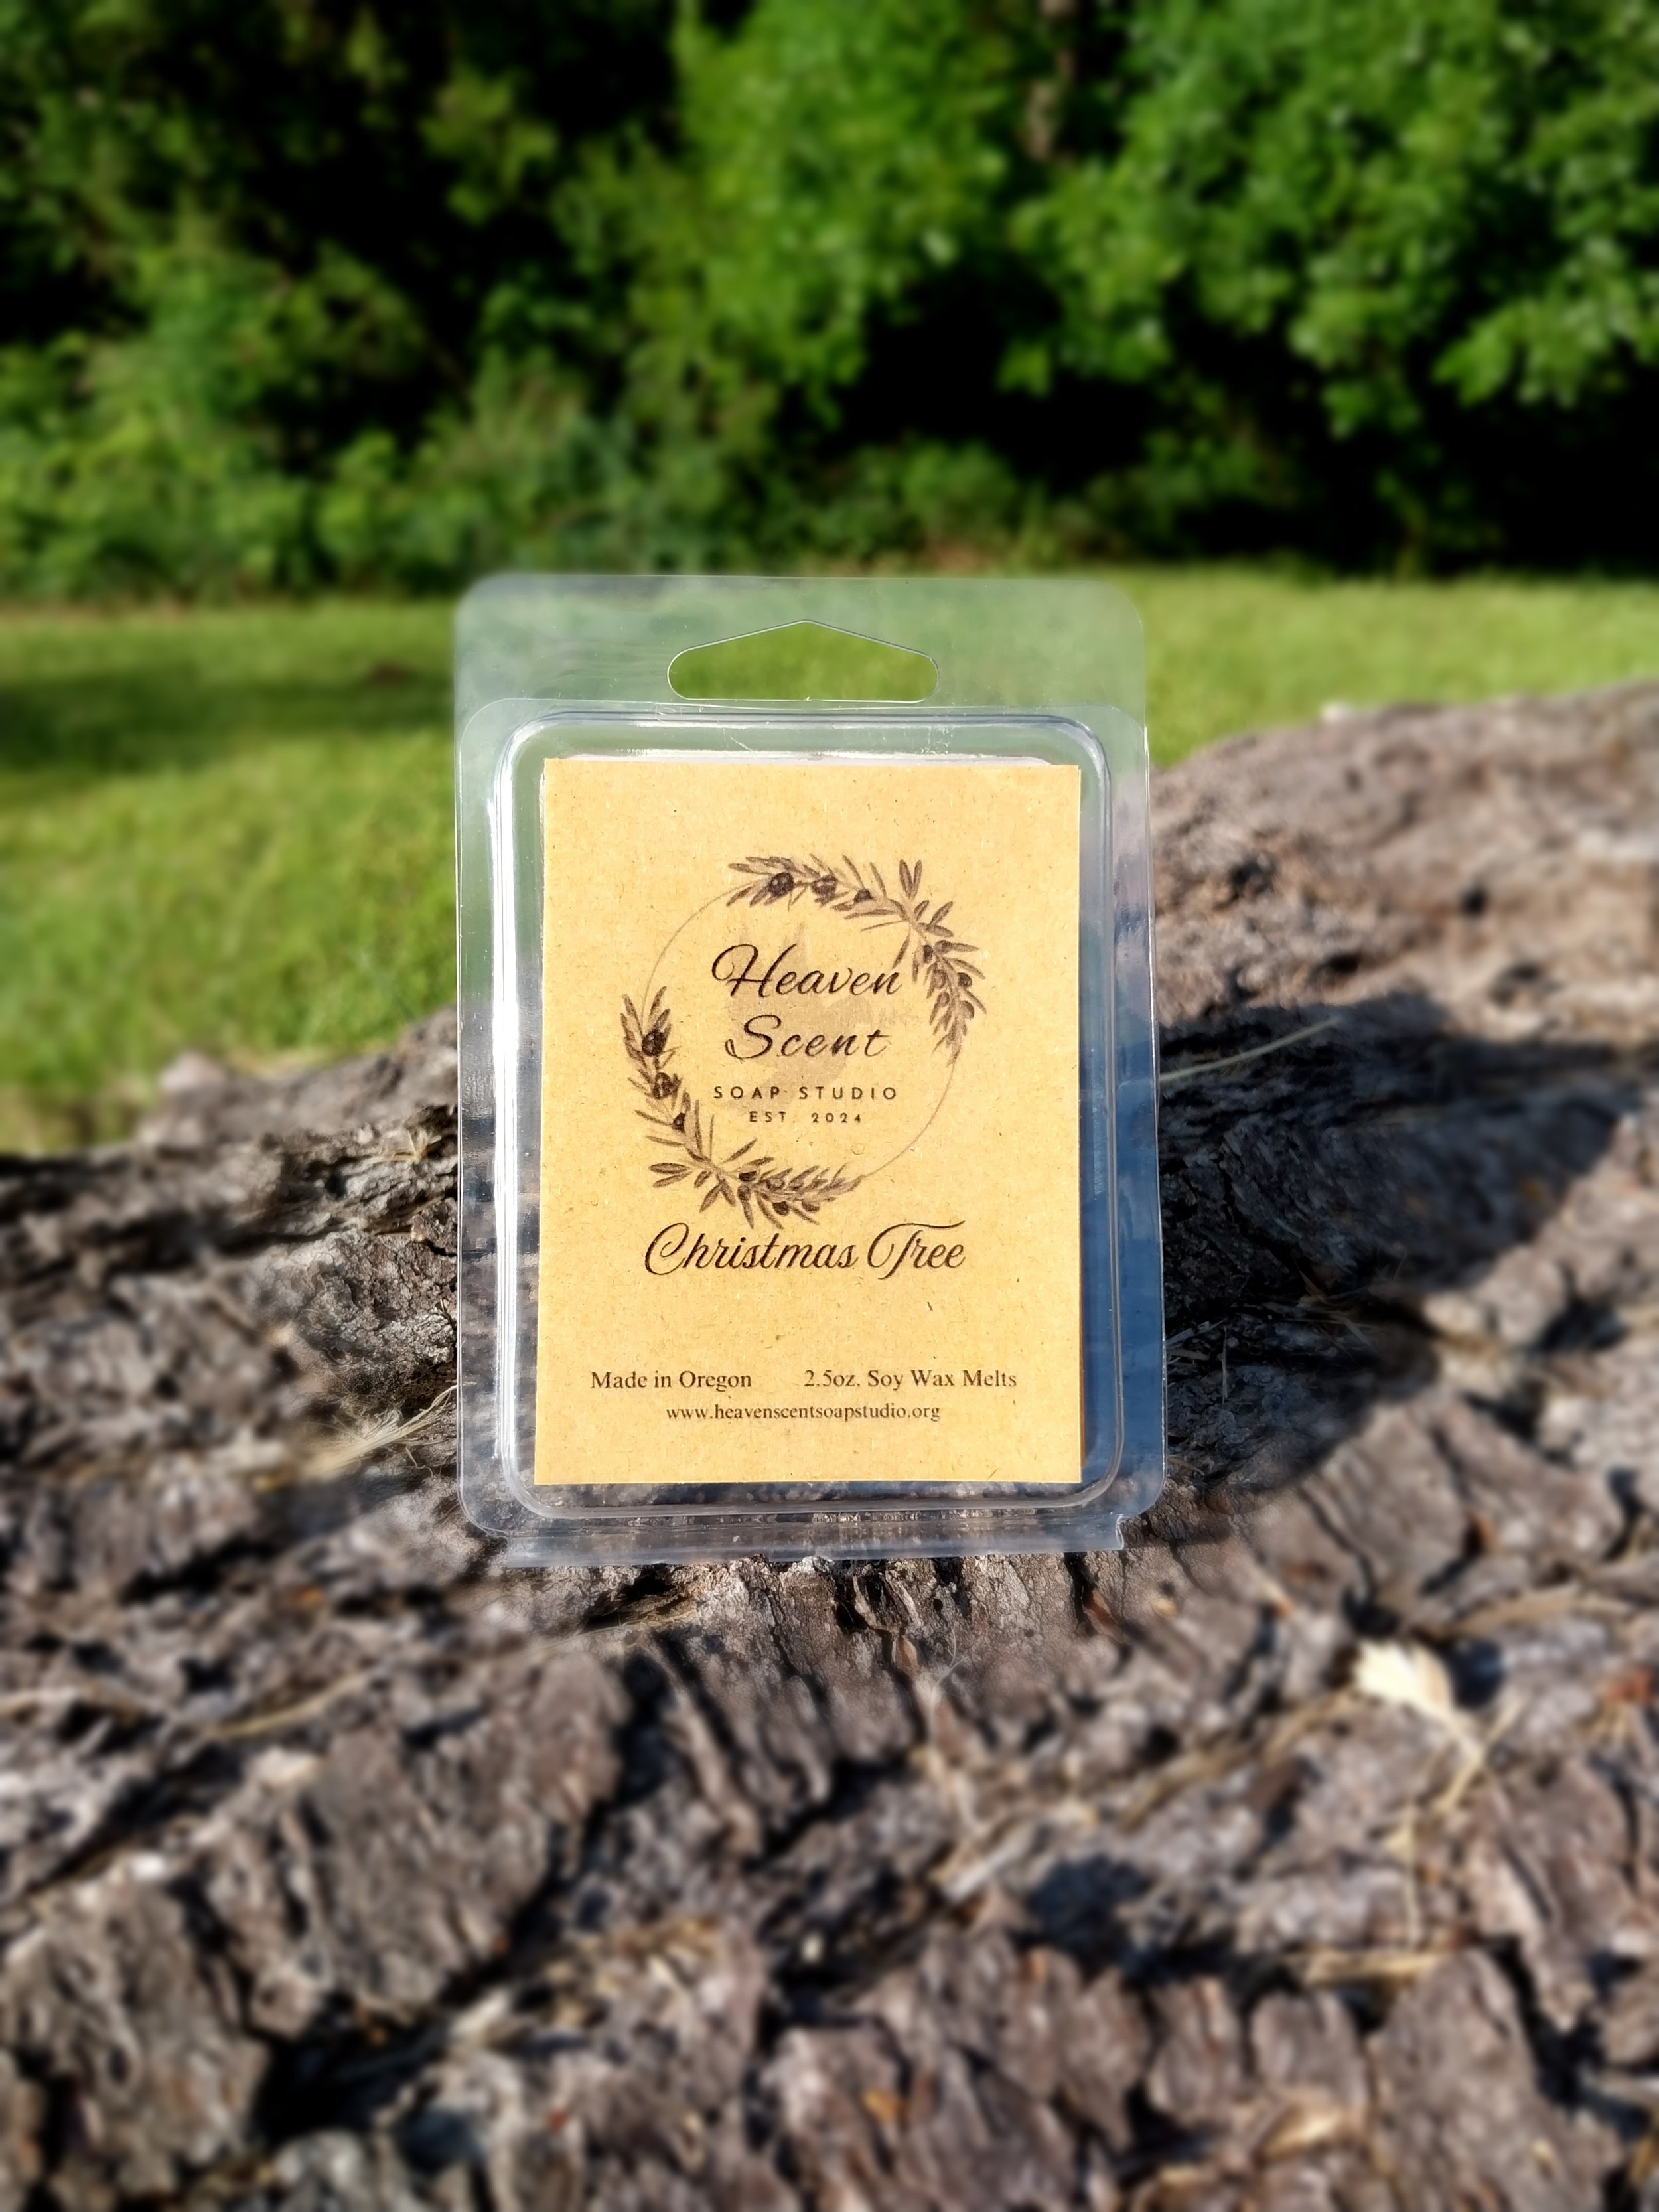 Heaven
Scent
SOAP STUDIO
EST. 2024
Christmas Tree
Made in Oregon 2.5oz. Soy Wax Melts
www.heavenscentsoapstudio.org